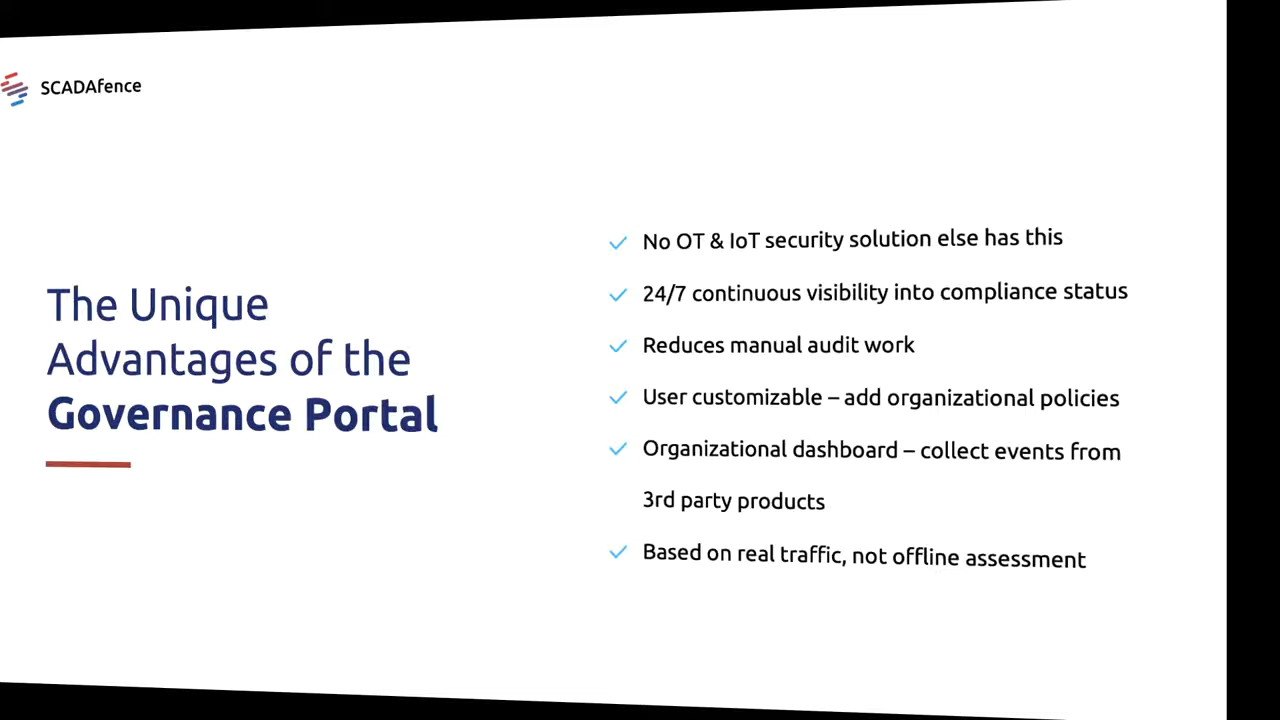 SCADAfence
The Unique
Advantages of the
Governance Portal
No OT & IoT security solution else has this
24/7 continuous visibility into compliance status
Reduces manual audit work
User customizable – add organizational policies
Organizational dashboard – collect events from
3rd party products
Based on real traffic, not offline assessment